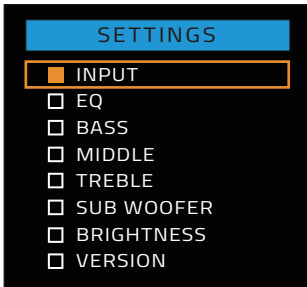 SETTINGS
INPUT
EQ
BASS
MIDDLE
TREBLE
SUB WOOFER
BRIGHTNESS
VERSION